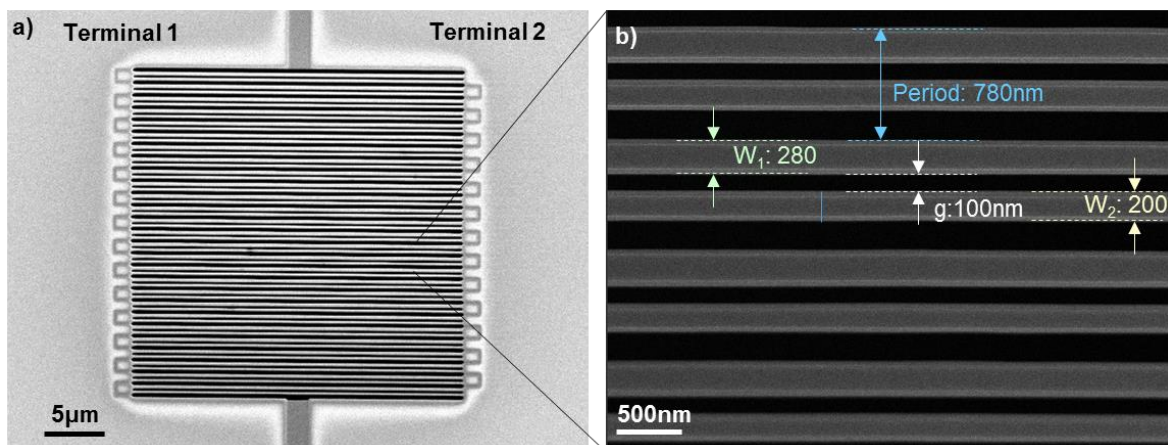 a)
Terminal 1
Terminal 2
5μm
b)
Period: 780nm
W₁: 280
g:100nm
W₂: 200
500nm